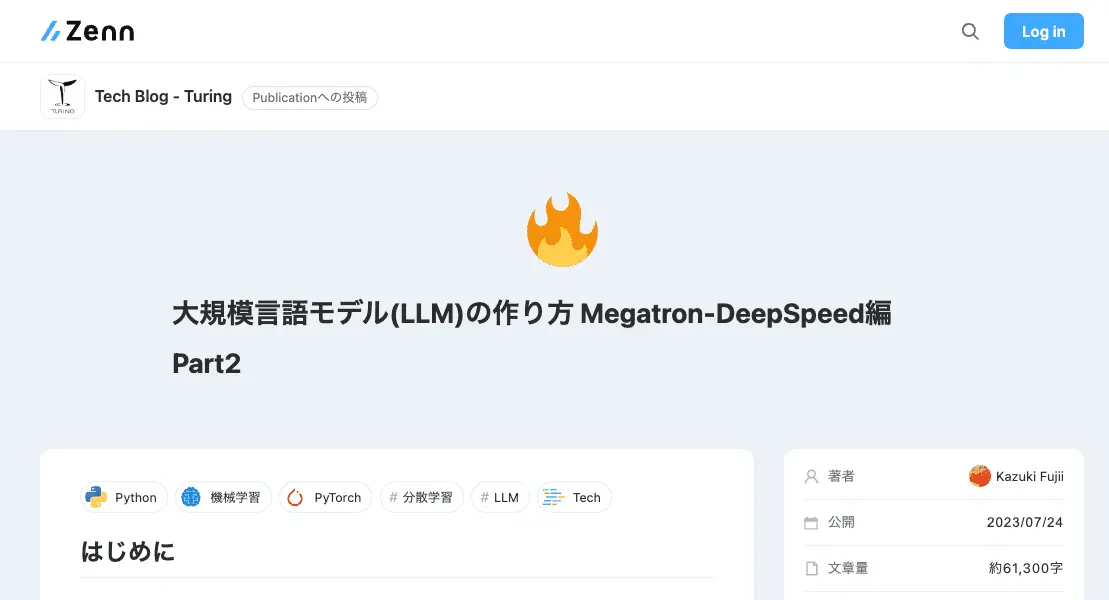 Zenn
Log in
TURING
Tech Blog - Turing
Publicationへの投稿
大規模言語モデル(LLM)の作り方 Megatron-DeepSpeed編
Part2
Python
機械学習
PyTorch
# 分散学習
# LLM
Tech
はじめに
著者 Kazuki Fujii
公開 2023/07/24
文章量 約61,300字